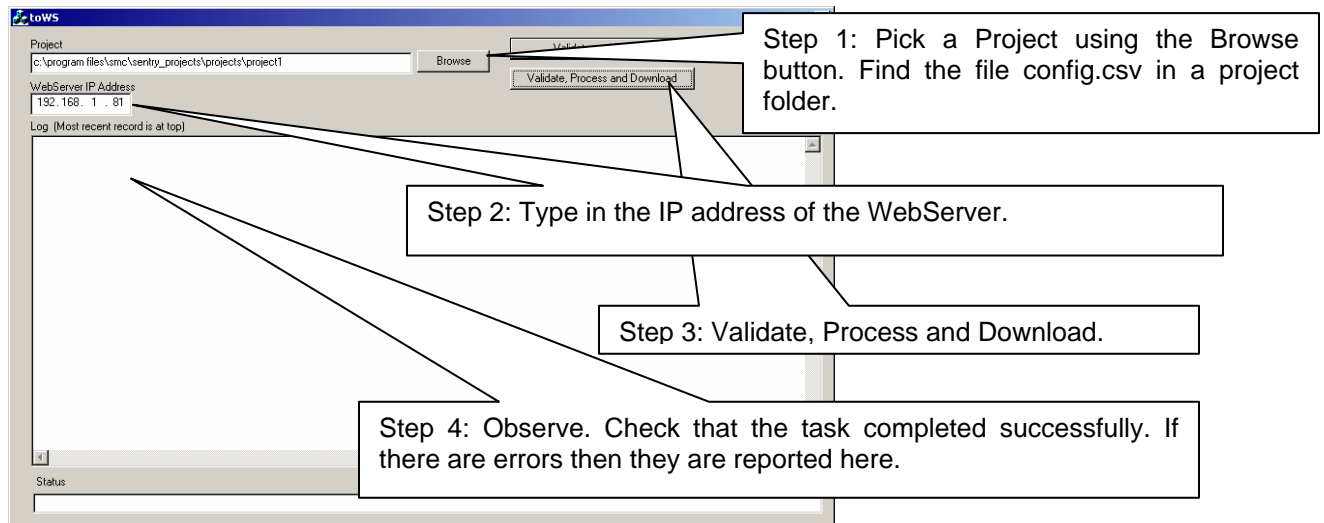 toWS
Project
c:\program files\smc\sentry_projects\projects\project1
Browse
Validate, Process and Download
WebServer IP Address
192.168. 1 . 81
Log (Most recent record is at top)
Step 1: Pick a Project using the Browse
button. Find the file config.csv in a project
folder.
Step 2: Type in the IP address of the WebServer.
Step 3: Validate, Process and Download.
Step 4: Observe. Check that the task completed successfully. If
there are errors then they are reported here.
Status